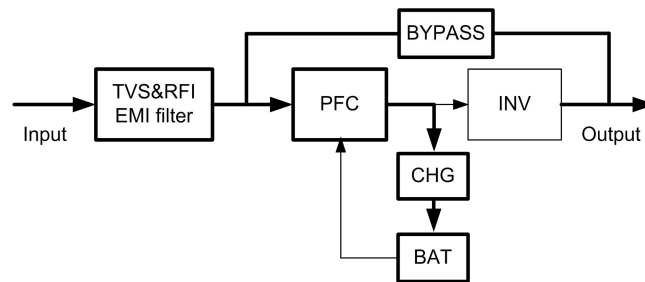 BYPASS
TVS&RFI
EMI filter
PFC
INV
Input
Output
CHG
BAT